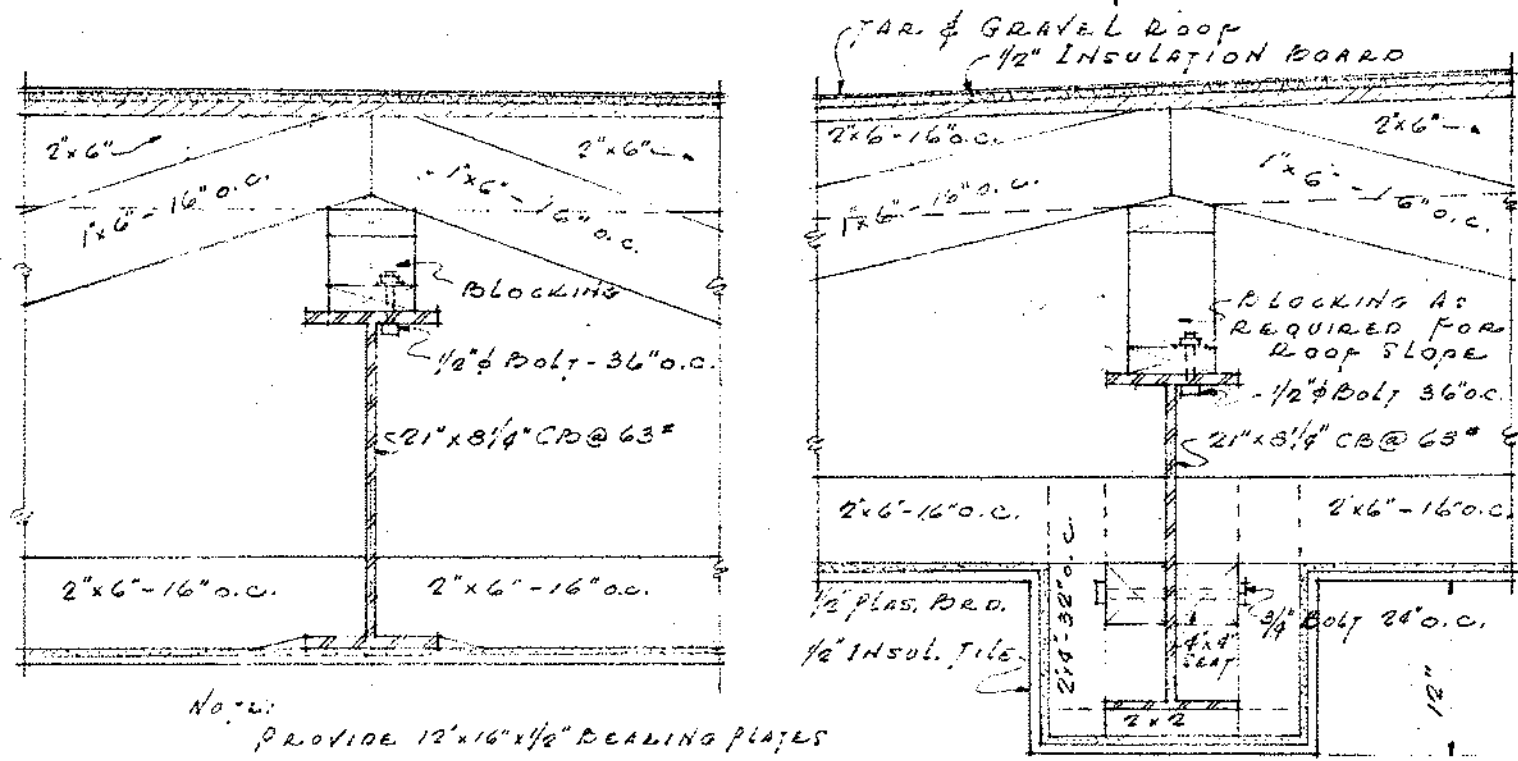 TAR & GRAVEL ROOF
1/2" INSULATION BOARD
2"x6"
2"x6"
1"x6"-16"o.c.
1"x6"-16"o.c.
BLOCKING
1/2"ϕ BOLT-36"o.c.
21"x8 1/4" CB@63#
2"x6"-16"o.c.
2"x6"-16"o.c.
NOTE:
PROVIDE 12"x16"x1/2" BEARING PLATES
2"x6"-16"o.c.
2"x6"
1"x6"-16"o.c.
1"x6"-16"o.c.
BLOCKING AS
REQUIRED FOR
ROOF SLOPE
1/2"ϕ BOLT 36"o.c.
21"x8 1/4" CB@63#
2"x6"-16"o.c.
2"x6"-16"o.c.
2"x4"-32"o.c.
1/2" PLAS. BRD.
1/2" INSUL. TILE
3/4" BOLT 24"o.c.
4"x4"
SEAT
2x2
12"